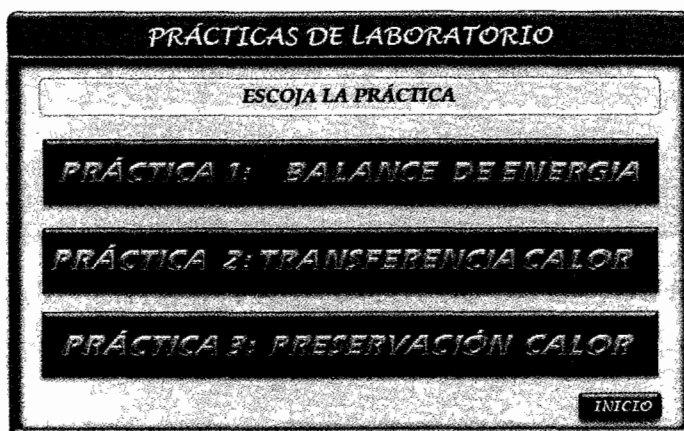 PRÁCTICAS DE LABORATORIO
ESCOJA LA PRÁCTICA
PRÁCTICA 1: BALANCE DE ENERGIA
PRÁCTICA 2: TRANSFERENCIA CALOR
PRÁCTICA 3: PRESERVACIÓN CALOR
INICIO